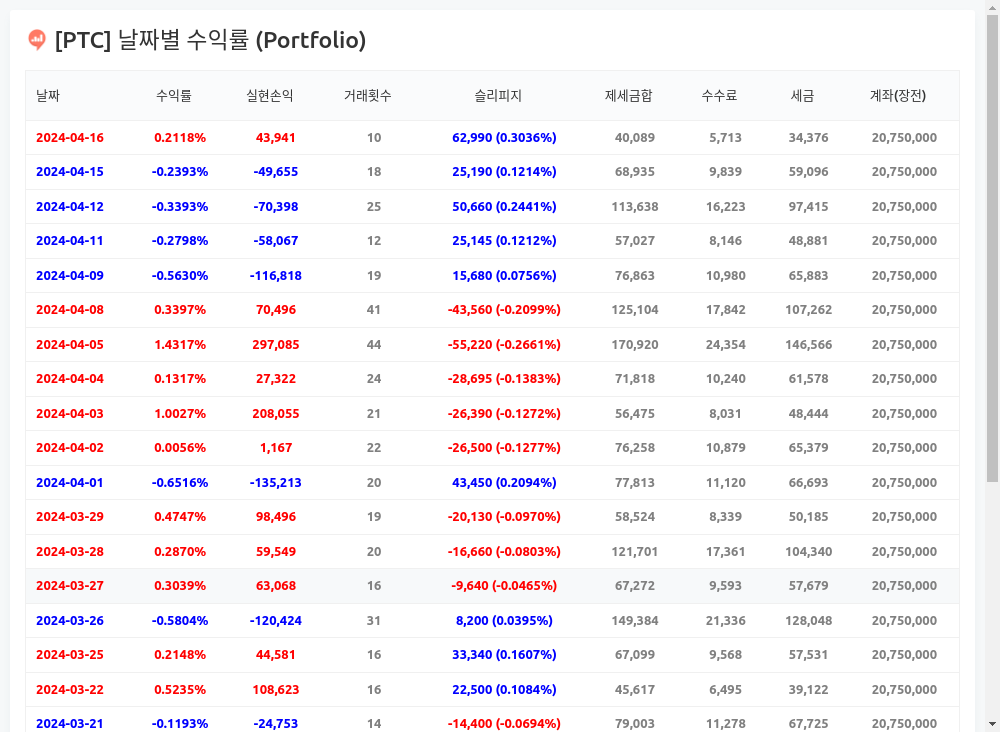 [PTC] 날짜별 수익률 (Portfolio)
날짜 수익률 실현손익 거래횟수 슬리피지 제세금합 수수료 세금 계좌(장전)
2024-04-16 0.2118% 43,941 10 62,990 (0.3036%) 40,089 5,713 34,376 20,750,000
2024-04-15 -0.2393% -49,655 18 25,190 (0.1214%) 68,935 9,839 59,096 20,750,000
2024-04-12 -0.3393% -70,398 25 50,660 (0.2441%) 113,638 16,223 97,415 20,750,000
2024-04-11 -0.2798% -58,067 12 25,145 (0.1212%) 57,027 8,146 48,881 20,750,000
2024-04-09 -0.5630% -116,818 19 15,680 (0.0756%) 76,863 10,980 65,883 20,750,000
2024-04-08 0.3397% 70,496 41 -43,560 (-0.2099%) 125,104 17,842 107,262 20,750,000
2024-04-05 1.4317% 297,085 44 -55,220 (-0.2661%) 170,920 24,354 146,566 20,750,000
2024-04-04 0.1317% 27,322 24 -28,695 (-0.1383%) 71,818 10,240 61,578 20,750,000
2024-04-03 1.0027% 208,055 21 -26,390 (-0.1272%) 56,475 8,031 48,444 20,750,000
2024-04-02 0.0056% 1,167 22 -26,500 (-0.1277%) 76,258 10,879 65,379 20,750,000
2024-04-01 -0.6516% -135,213 20 43,450 (0.2094%) 77,813 11,120 66,693 20,750,000
2024-03-29 0.4747% 98,496 19 -20,130 (-0.0970%) 58,524 8,339 50,185 20,750,000
2024-03-28 0.2870% 59,549 20 -16,660 (-0.0803%) 121,701 17,361 104,340 20,750,000
2024-03-27 0.3039% 63,068 16 -9,640 (-0.0465%) 67,272 9,593 57,679 20,750,000
2024-03-26 -0.5804% -120,424 31 8,200 (0.0395%) 149,384 21,336 128,048 20,750,000
2024-03-25 0.2148% 44,581 16 33,340 (0.1607%) 67,099 9,568 57,531 20,750,000
2024-03-22 0.5235% 108,623 16 22,500 (0.1084%) 45,617 6,495 39,122 20,750,000
2024-03-21 -0.1193% -24,753 14 -14,400 (-0.0694%) 79,003 11,278 67,725 20,750,000